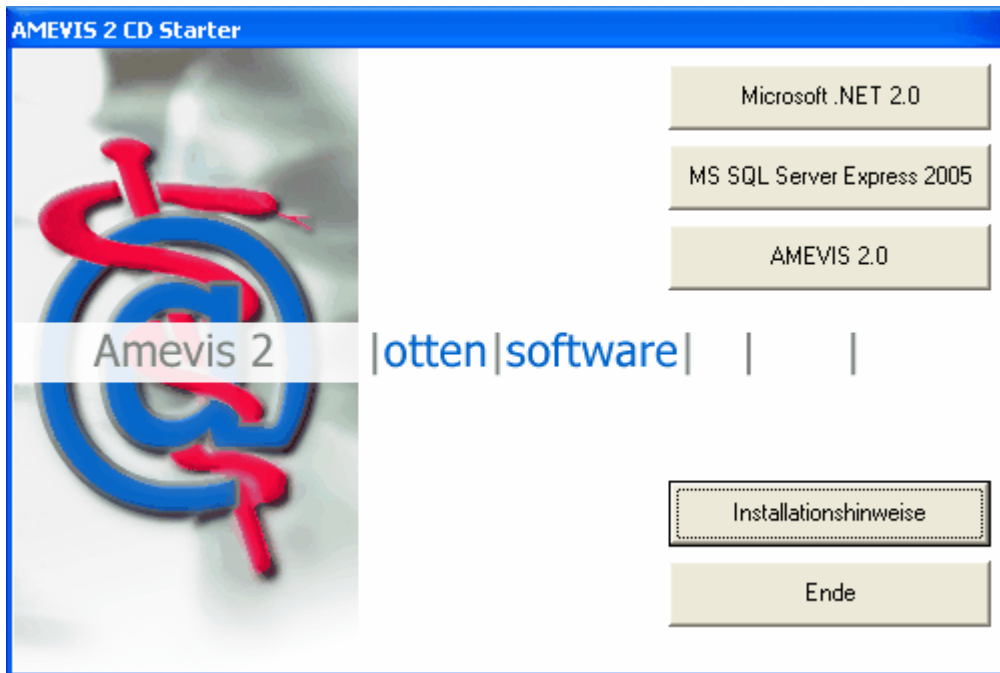 AMEVIS 2 CD Starter
Microsoft .NET 2.0
MS SQL Server Express 2005
AMEVIS 2.0
Amevis 2
|otten|software| | |
Installationshinweise
Ende